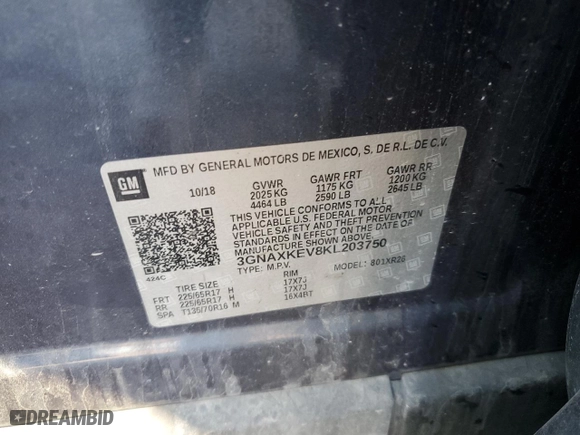 MFD BY GENERAL MOTORS DE MEXICO, S. DE R.L. DE C.V.
GM
10/18 GVWR GAWR FRT GAWR RR
2025 KG 1175 KG 1200 KG
4464 LB 2590 LB 2645 LB
THIS VEHICLE CONFORMS TO ALL
APPLICABLE U.S. FEDERAL MOTOR
VEHICLE SAFETY AND THEFT PREVENTION
STANDARDS IN EFFECT ON THE DATE OF
MANUFACTURE SHOWN ABOVE.
3GNAXKEV8KL203750
424C TYPE: M.P.V. MODEL: 801XR26
TIRE SIZE RIM
FRT 225/65R17 H 17X7J
RR 225/65R17 H 17X7J
SPA T135/70R16 M 16X4BT
DREAMBID